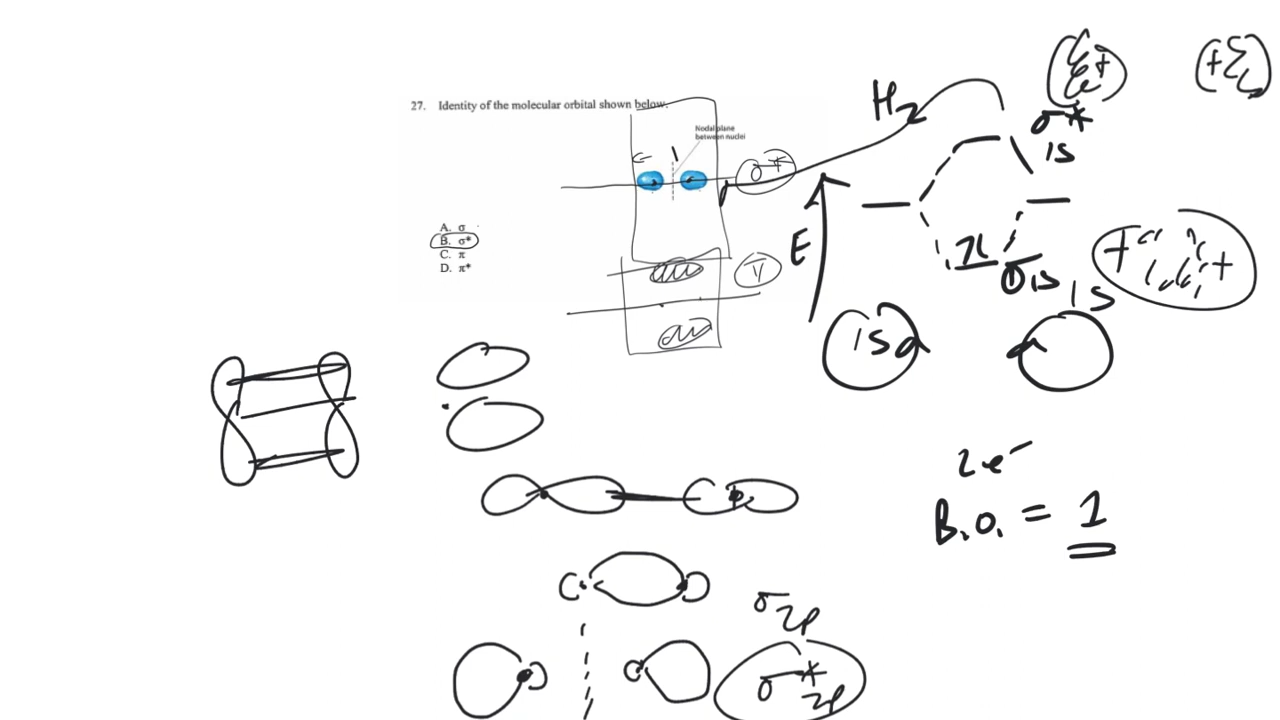 27. Identity of the molecular orbital shown below.
Nodal plane
between nuclei
A. σ
B. σ*
C. π
D. π*
σ*
π
H2
σ*
1S
E
1L
σ1S
1S
1S
2e⁻
B.O. = 1
σ2p
σ*2p